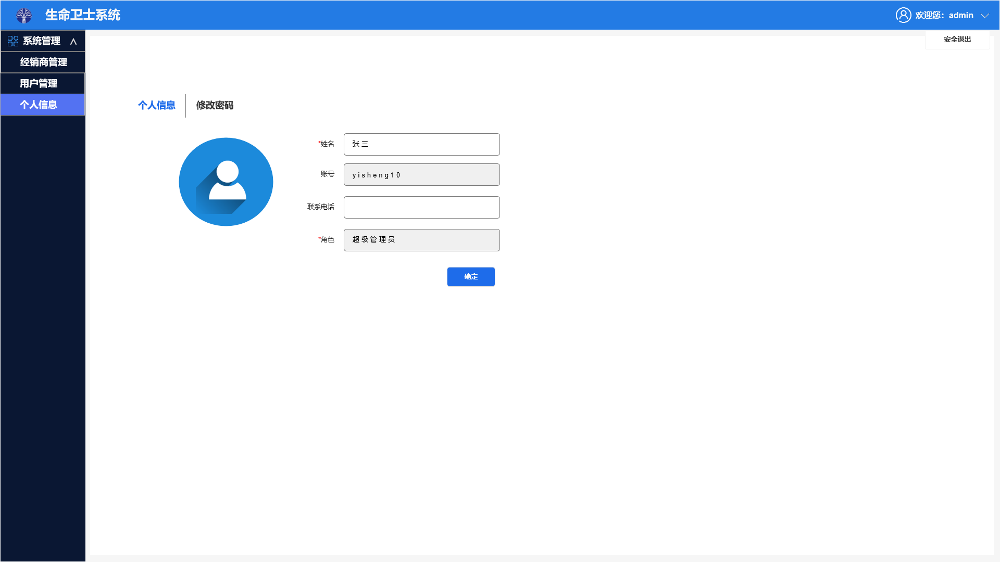 生命卫士系统
欢迎您：admin
安全退出
系统管理
经销商管理
用户管理
个人信息
个人信息
修改密码
*姓名 张三
账号 yisheng10
联系电话
*角色 超级管理员
确定